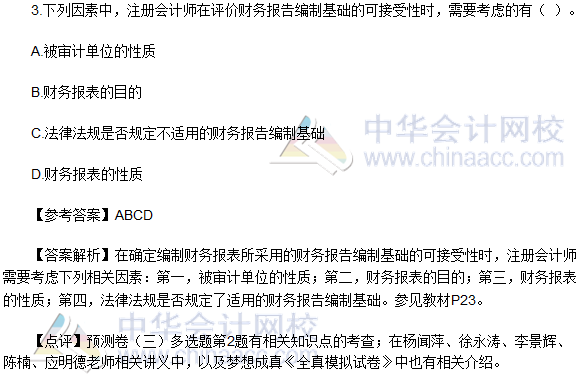 3.下列因素中，注册会计师在评价财务报告编制基础的可接受性时，需要考虑的有（ ）。
A.被审计单位的性质
B.财务报表的目的
C.法律法规是否规定不适用的财务报告编制基础
D.财务报表的性质
中华会计网校
www.chinaacc.com
【参考答案】ABCD
【答案解析】在确定编制财务报表所采用的财务报告编制基础的可接受性时，注册会计师
需要考虑下列相关因素：第一，被审计单位的性质；第二，财务报表的目的；第三，财务报表
的性质；第四，法律法规是否规定了适用的财务报告编制基础。参见教材P23。
【点评】预测卷（三）多选题第2题有相关知识点的考查；在杨闻萍、徐永涛、李景辉、
陈楠、应明德老师相关讲义中，以及梦想成真《全真模拟试卷》中也有相关介绍。